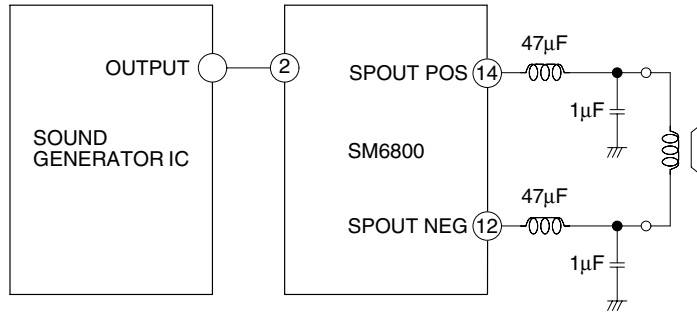 47µF
OUTPUT
2
SPOUT POS
14
1µF
SOUND
GENERATOR IC
SM6800
47µF
SPOUT NEG
12
1µF